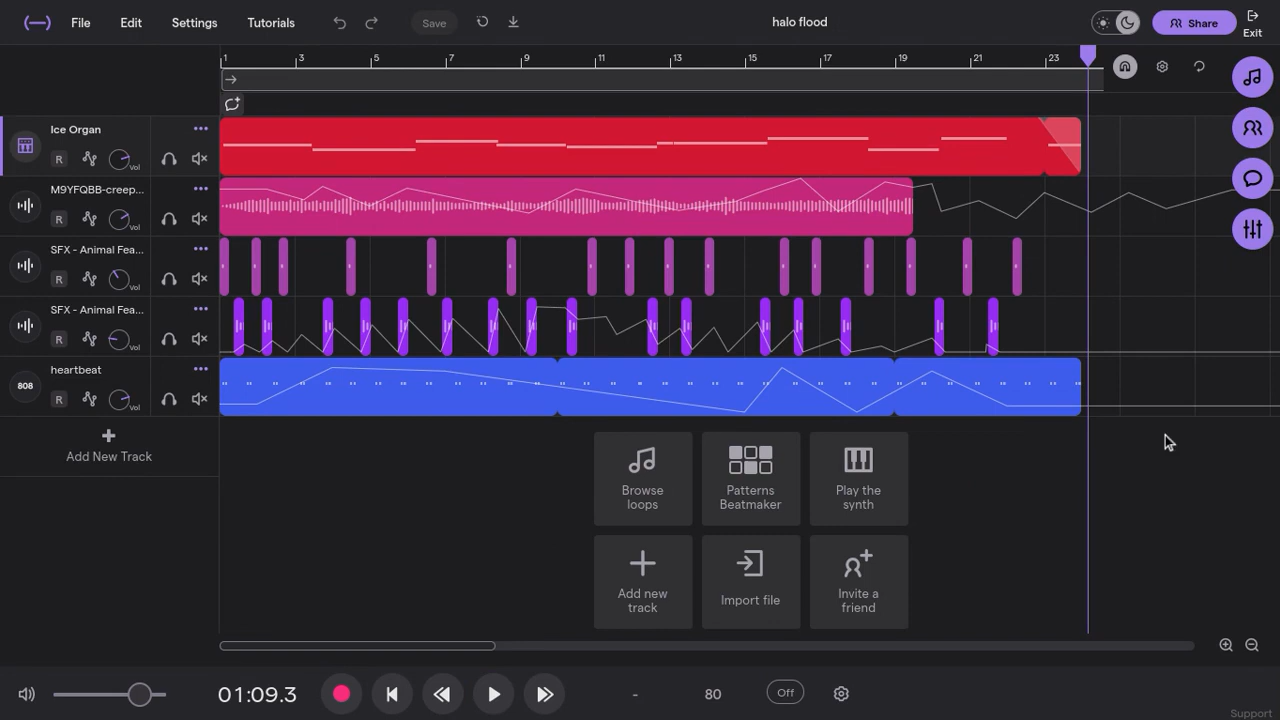 File Edit Settings Tutorials Save halo flood Share Exit
1 3 5 7 9 11 13 15 17 19 21 23
Ice Organ
R Vol
M9YFQBB-creep...
R Vol
SFX - Animal Fea...
R Vol
SFX - Animal Fea...
R Vol
808 heartbeat
R Vol
Add New Track
Browse loops
Patterns Beatmaker
Play the synth
Add new track
Import file
Invite a friend
01:09.3 - 80 Off
Support